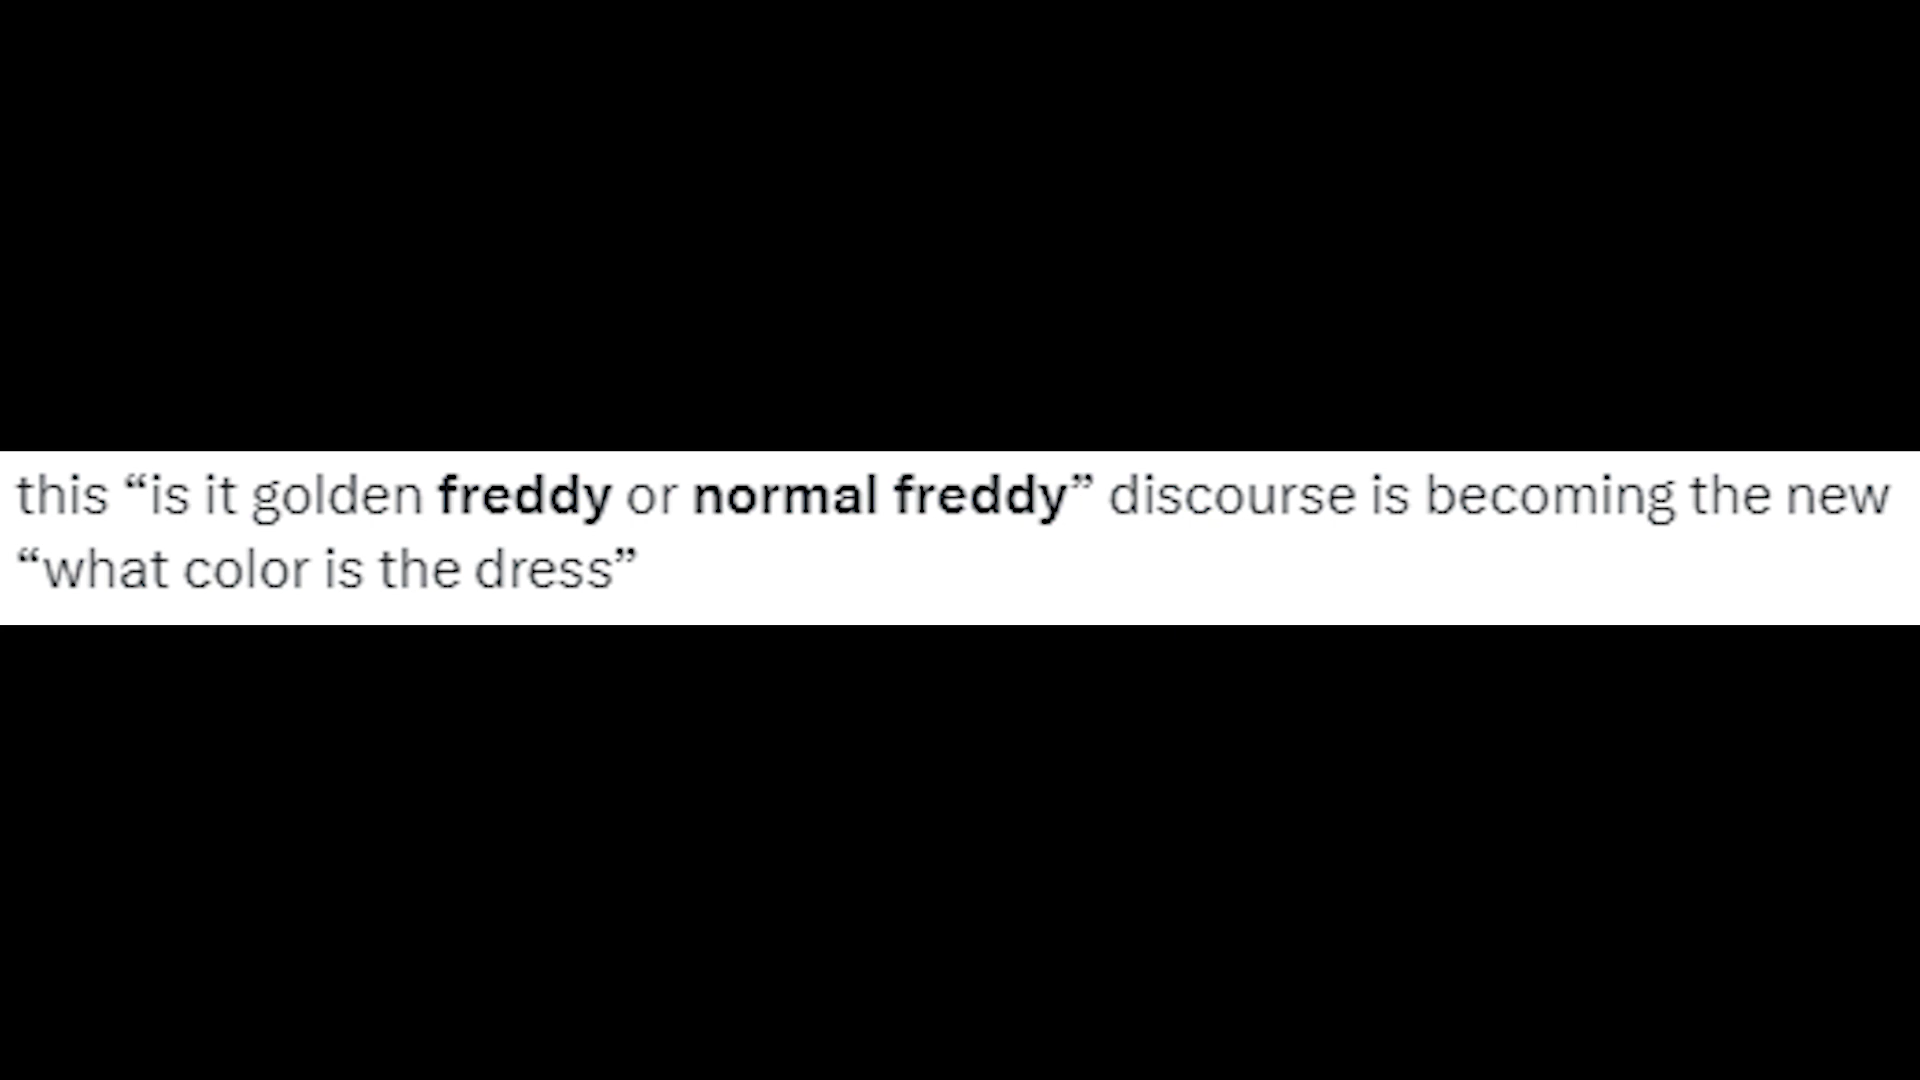 this “is it golden freddy or normal freddy” discourse is becoming the new
“what color is the dress”